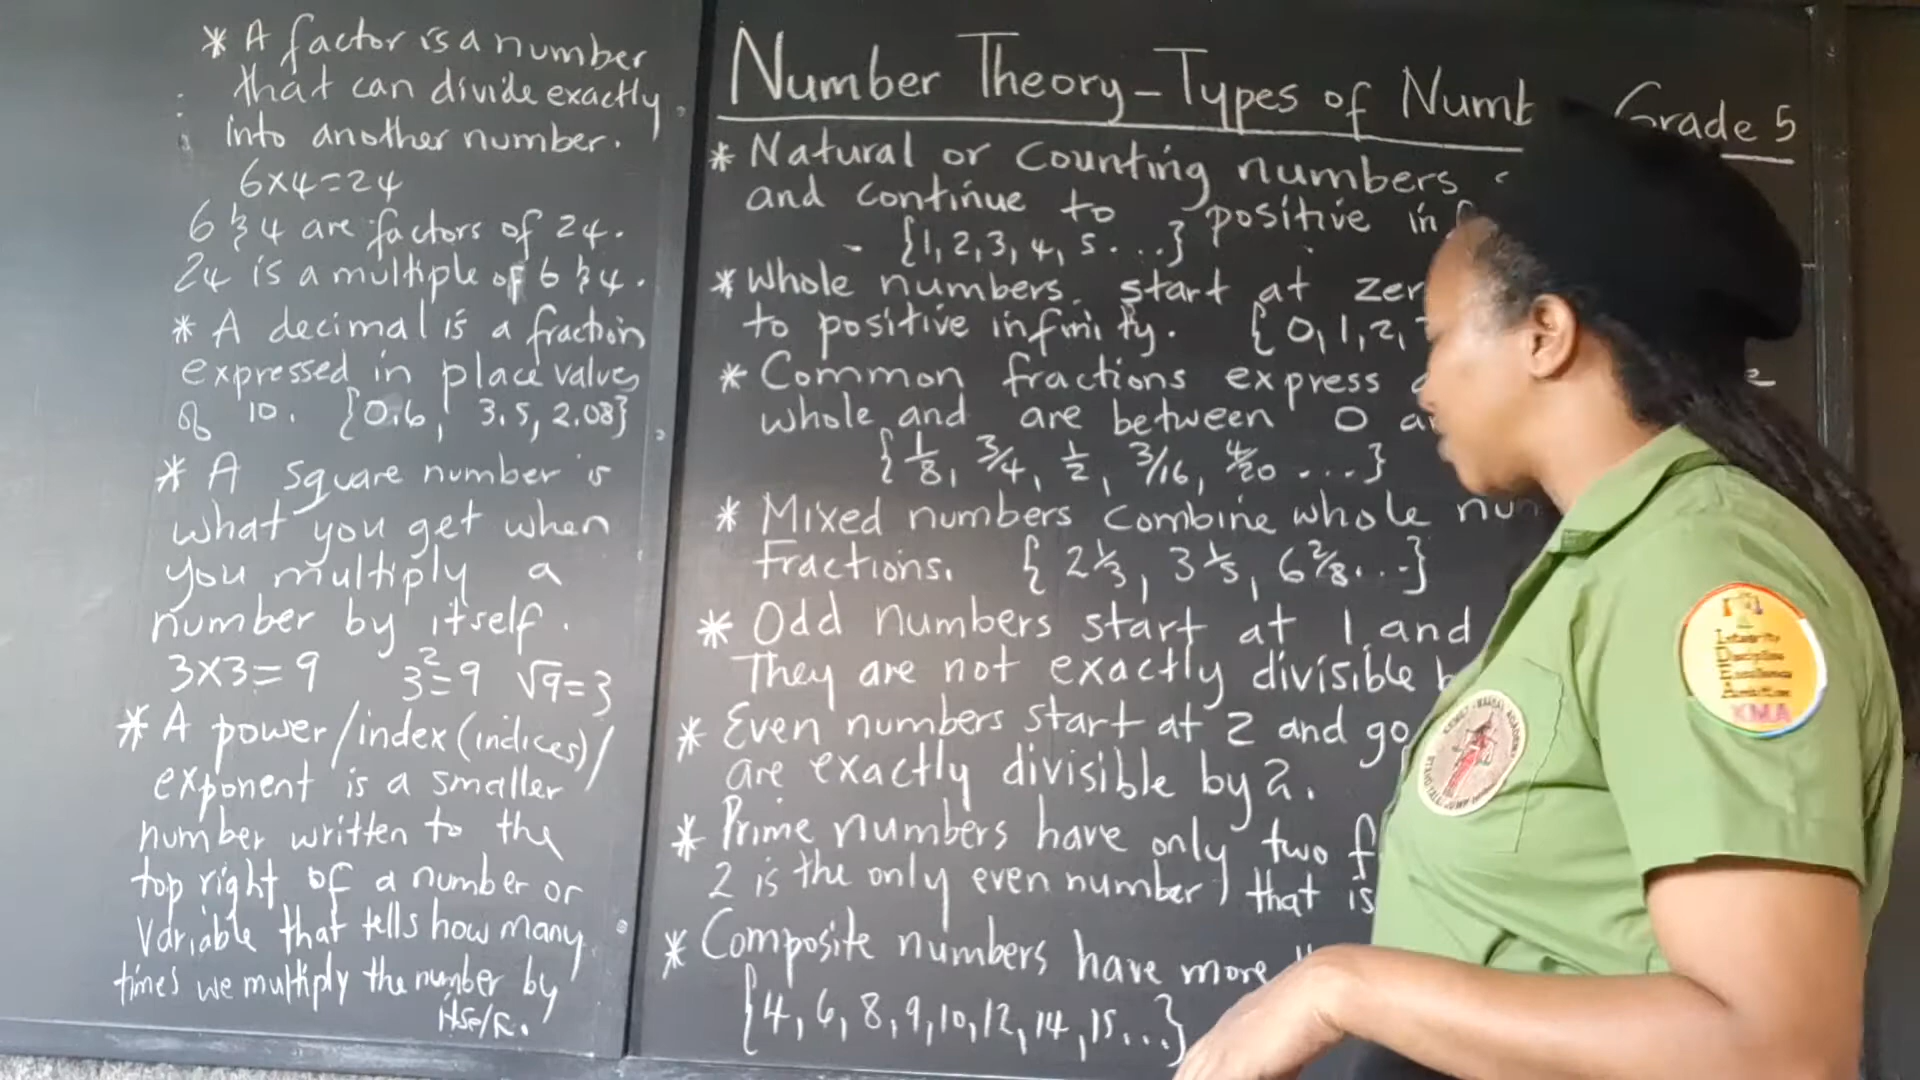 * A factor is a number
that can divide exactly
into another number.
6x4=24
6 & 4 are factors of 24.
24 is a multiple of 6 & 4.
* A decimal is a fraction
expressed in place values
of 10. {0.6, 3.5, 2.08}
* A square number is
what you get when
you multiply a
number by itself.
3x3=9 3²=9 √9=3
* A power/index (indices)/
exponent is a smaller
number written to the
top right of a number or
variable that tells how many
times we multiply the number by
itself.
Number Theory - Types of Numb Grade 5
* Natural or counting numbers
and continue to positive inf
- {1, 2, 3, 4, 5 ...}
* Whole numbers start at zer
to positive infinity. {0, 1, 2,
* Common fractions express
whole and are between 0 a
{1/8, 3/4, 1/2, 3/16, 4/20 ...}
* Mixed numbers combine whole nu
fractions. {2 1/3, 3 1/5, 6 2/8 ...}
* Odd numbers start at 1 and
They are not exactly divisible b
* Even numbers start at 2 and go
are exactly divisible by 2.
* Prime numbers have only two f
2 is the only even number that is
* Composite numbers have more
{4, 6, 8, 9, 10, 12, 14, 15...}
Integrity
Discipline
Excellence
KMA